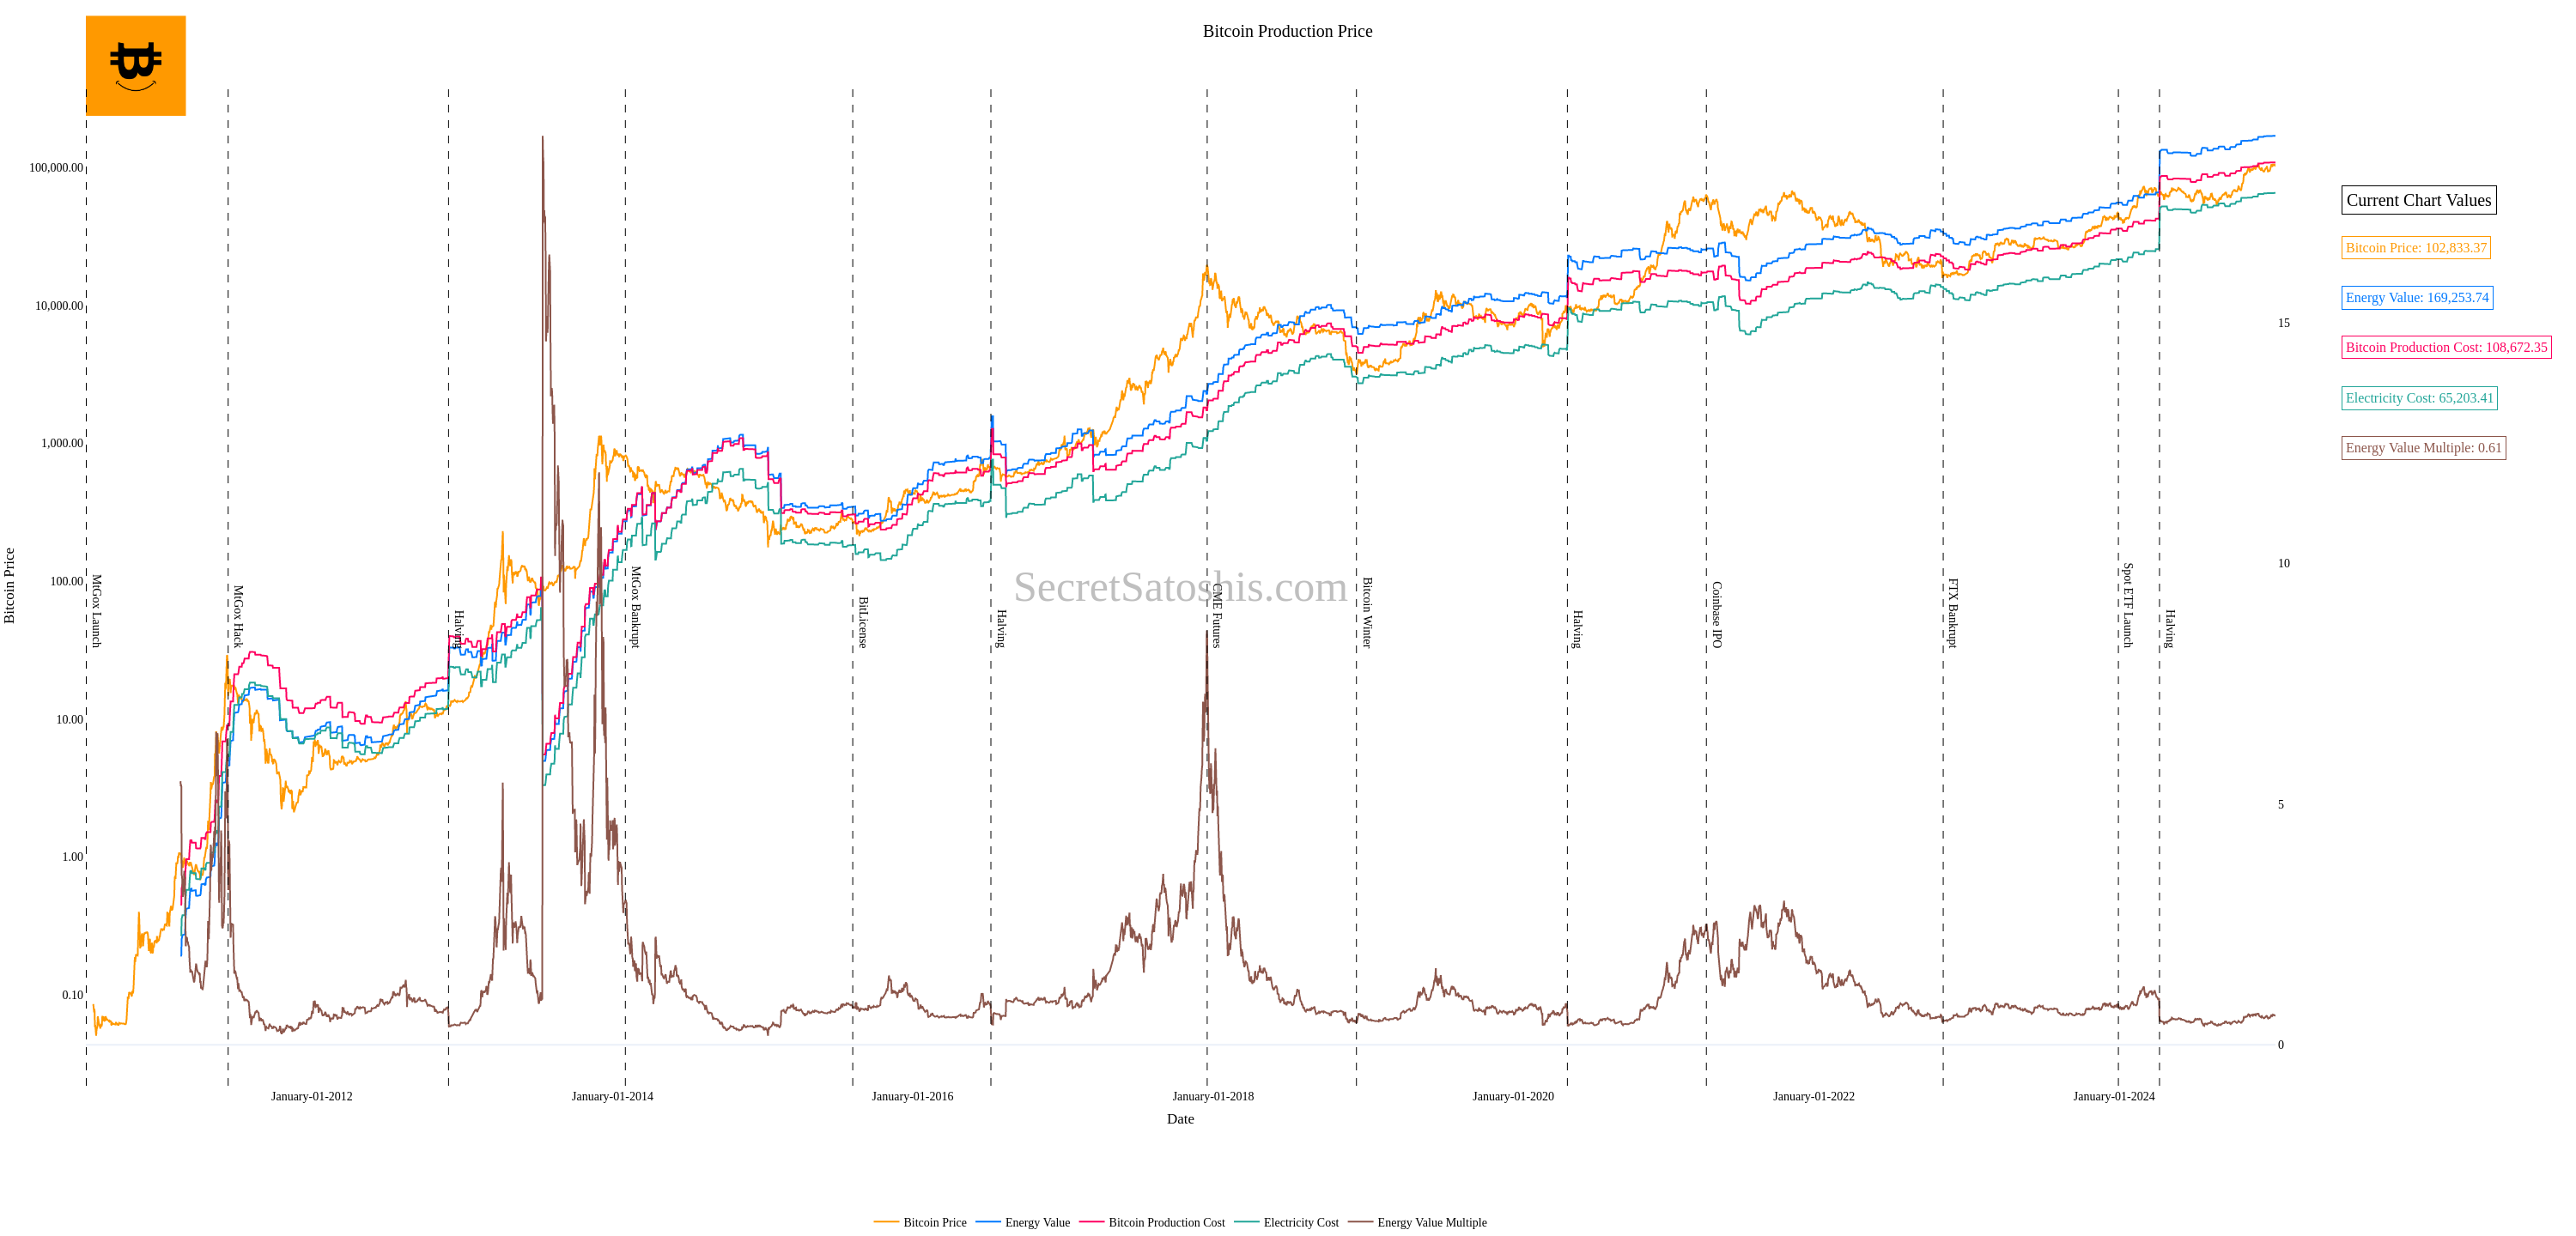 Bitcoin Production Price
Bitcoin Price
100,000.00
10,000.00
1,000.00
100.00
10.00
1.00
0.10
MtGox Launch
MtGox Hack
Halving
MtGox Bankrupt
BitLicense
Halving
CME Futures
Bitcoin Winter
Halving
Coinbase IPO
FTX Bankrupt
Spot ETF Launch
Halving
SecretSatoshis.com
15
10
5
0
Current Chart Values
Bitcoin Price: 102,833.37
Energy Value: 169,253.74
Bitcoin Production Cost: 108,672.35
Electricity Cost: 65,203.41
Energy Value Multiple: 0.61
January-01-2012
January-01-2014
January-01-2016
January-01-2018
January-01-2020
January-01-2022
January-01-2024
Date
Bitcoin Price
Energy Value
Bitcoin Production Cost
Electricity Cost
Energy Value Multiple